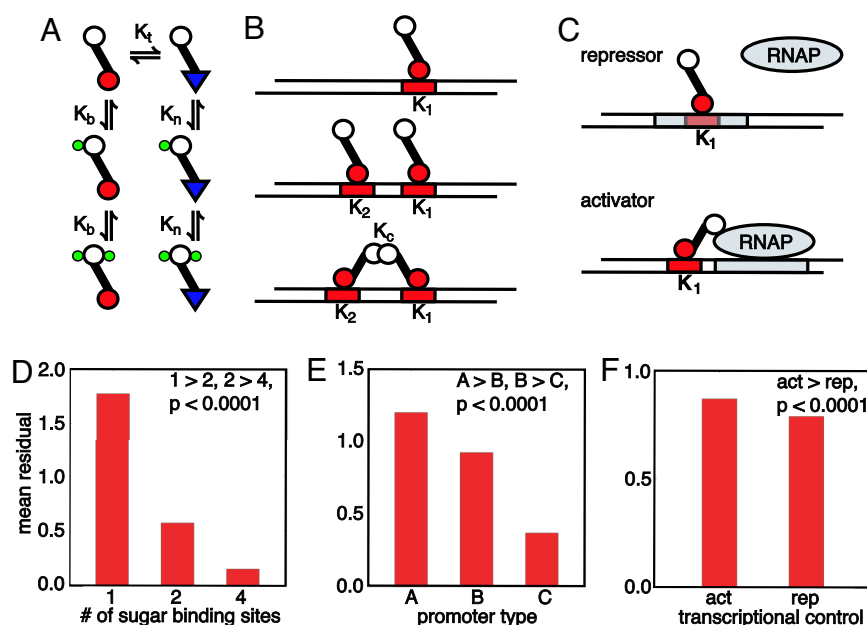 A
K_t
K_b
K_n
K_b
K_n
B
K_1
K_2
K_1
K_c
K_2
K_1
C
repressor
RNAP
K_1
activator
RNAP
K_1
D
2.0
1.5
1.0
0.5
0.0
mean residual
1 > 2, 2 > 4,
p < 0.0001
1 2 4
# of sugar binding sites
E
1.5
1.0
0.5
0.0
A > B, B > C,
p < 0.0001
A B C
promoter type
F
1.0
0.5
0.0
act > rep,
p < 0.0001
act rep
transcriptional control